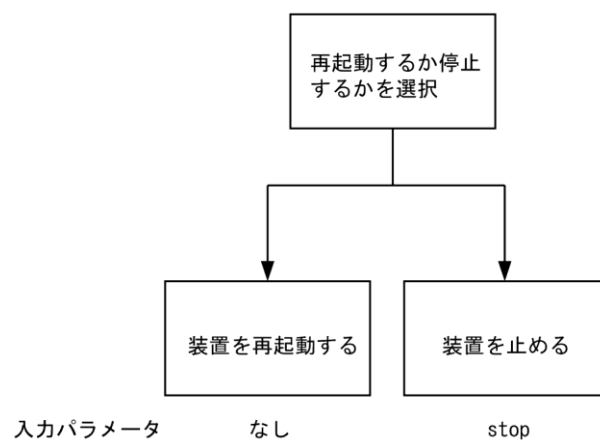 再起動するか停止
するかを選択
装置を再起動する
装置を止める
入力パラメータ なし stop